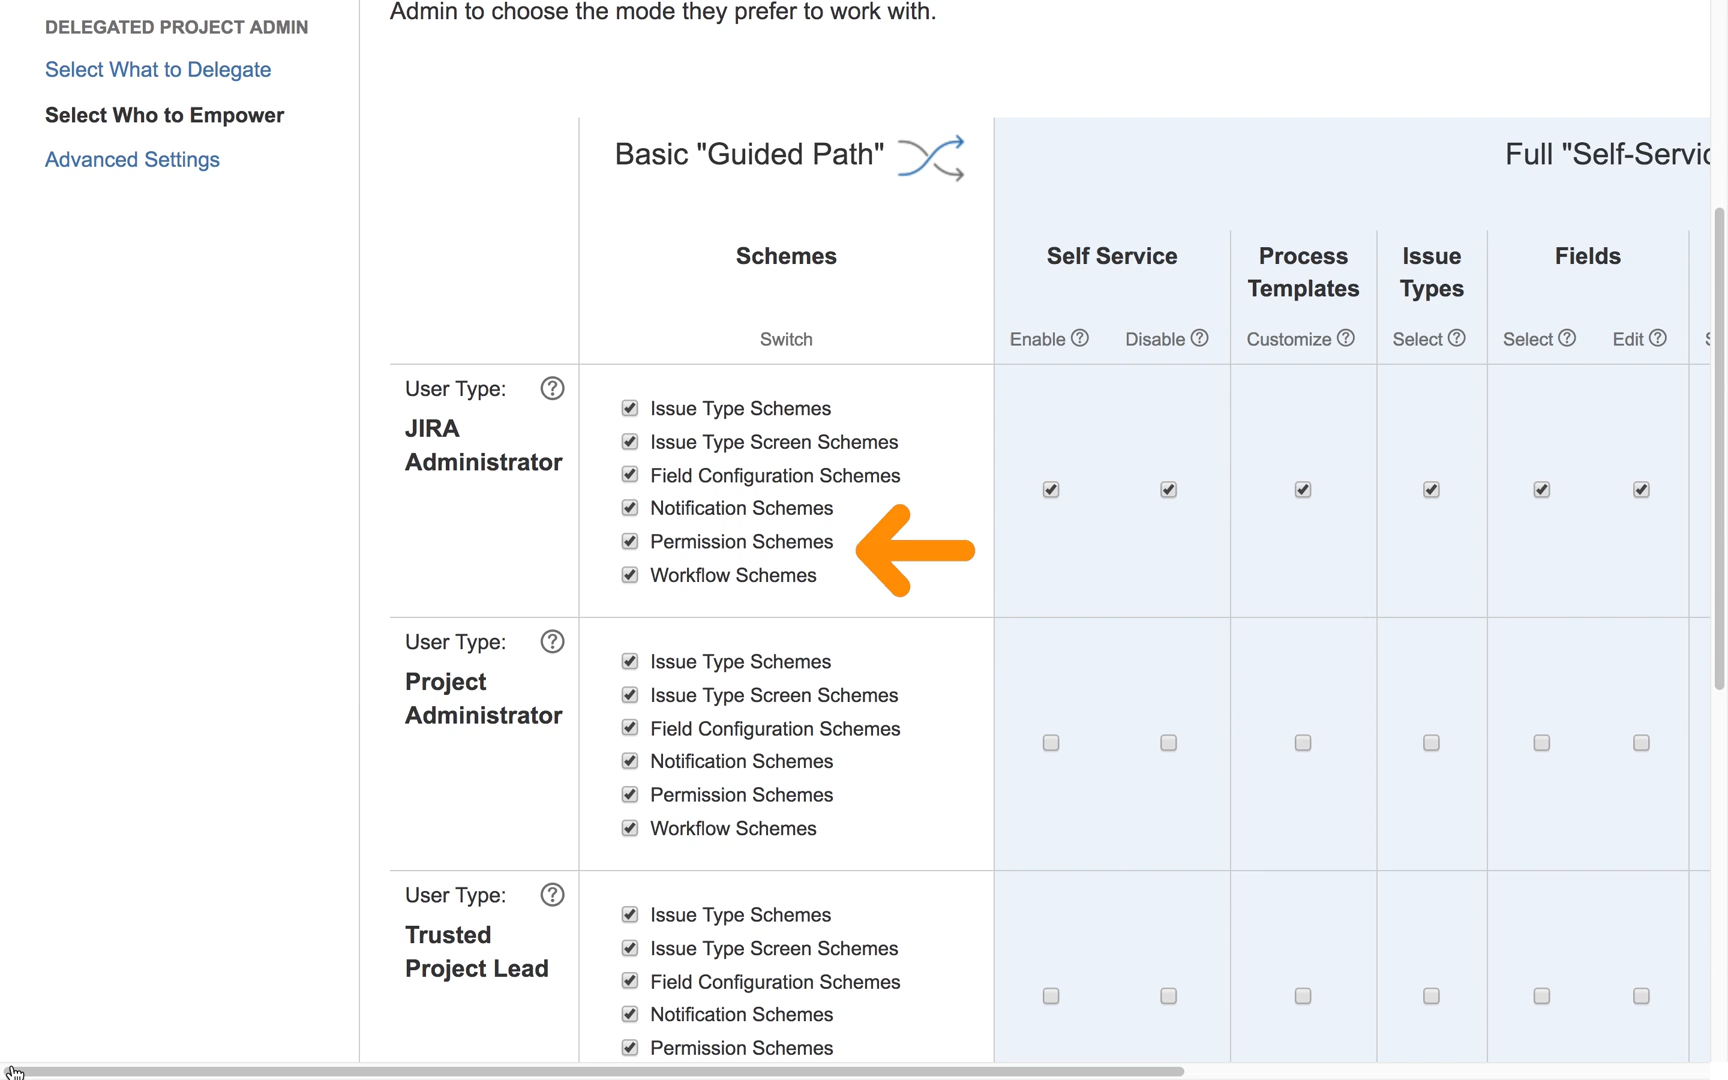 DELEGATED PROJECT ADMIN
Select What to Delegate
Select Who to Empower
Advanced Settings
Admin to choose the mode they prefer to work with.
Basic "Guided Path"
Full "Self-Servic
Schemes
Self Service
Process
Templates
Issue
Types
Fields
Switch
Enable ?
Disable ?
Customize ?
Select ?
Select ?
Edit ?
User Type: ?
JIRA
Administrator
Issue Type Schemes
Issue Type Screen Schemes
Field Configuration Schemes
Notification Schemes
Permission Schemes
Workflow Schemes
User Type: ?
Project
Administrator
Issue Type Schemes
Issue Type Screen Schemes
Field Configuration Schemes
Notification Schemes
Permission Schemes
Workflow Schemes
User Type: ?
Trusted
Project Lead
Issue Type Schemes
Issue Type Screen Schemes
Field Configuration Schemes
Notification Schemes
Permission Schemes